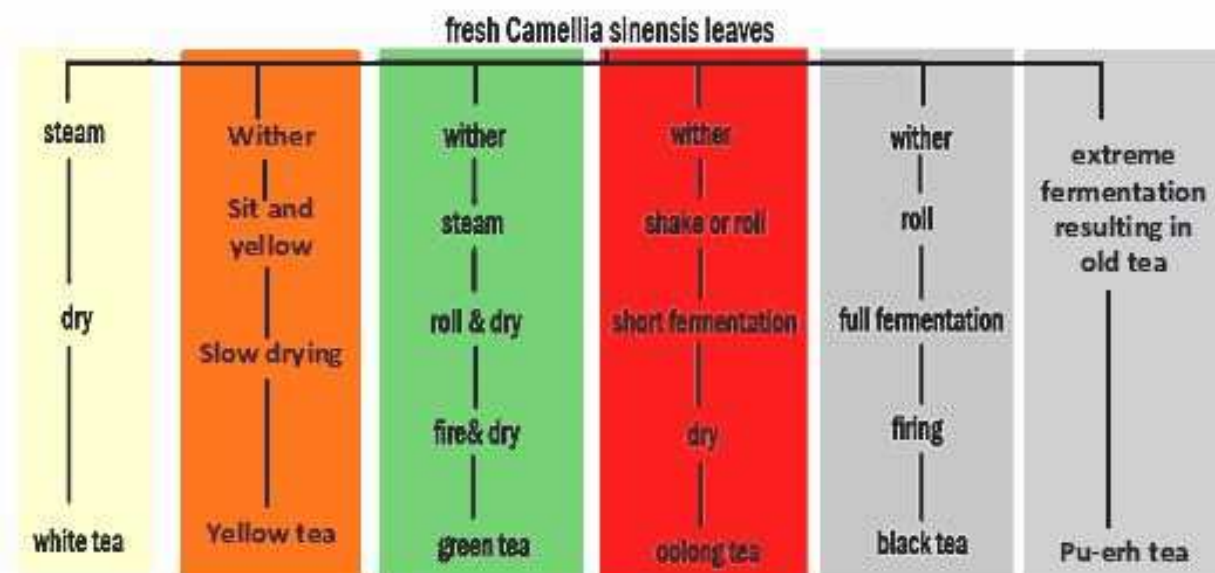 fresh Camellia sinensis leaves
steam
dry
white tea
Wither
Sit and
yellow
Slow drying
Yellow tea
wither
steam
roll & dry
fire& dry
green tea
wither
shake or roll
short fermentation
dry
oolong tea
wither
roll
full fermentation
firing
black tea
extreme
fermentation
resulting in
old tea
Pu-erh tea